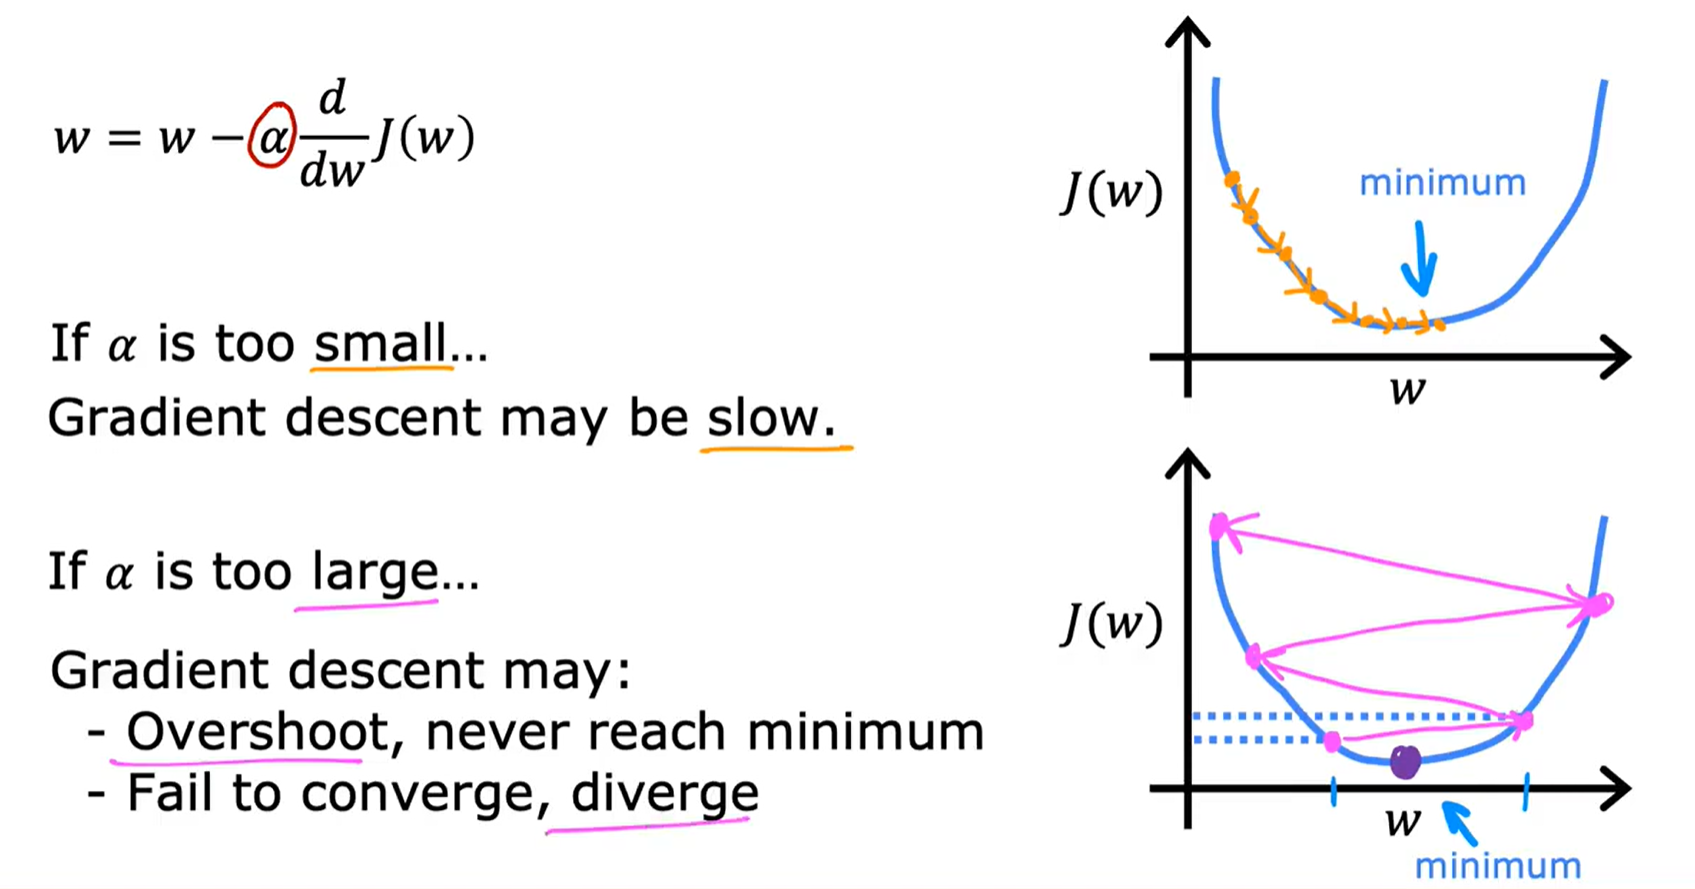 w = w − α d/dw J(w)
If α is too small...
Gradient descent may be slow.
If α is too large...
Gradient descent may:
- Overshoot, never reach minimum
- Fail to converge, diverge
J(w)
minimum
w
J(w)
w
minimum